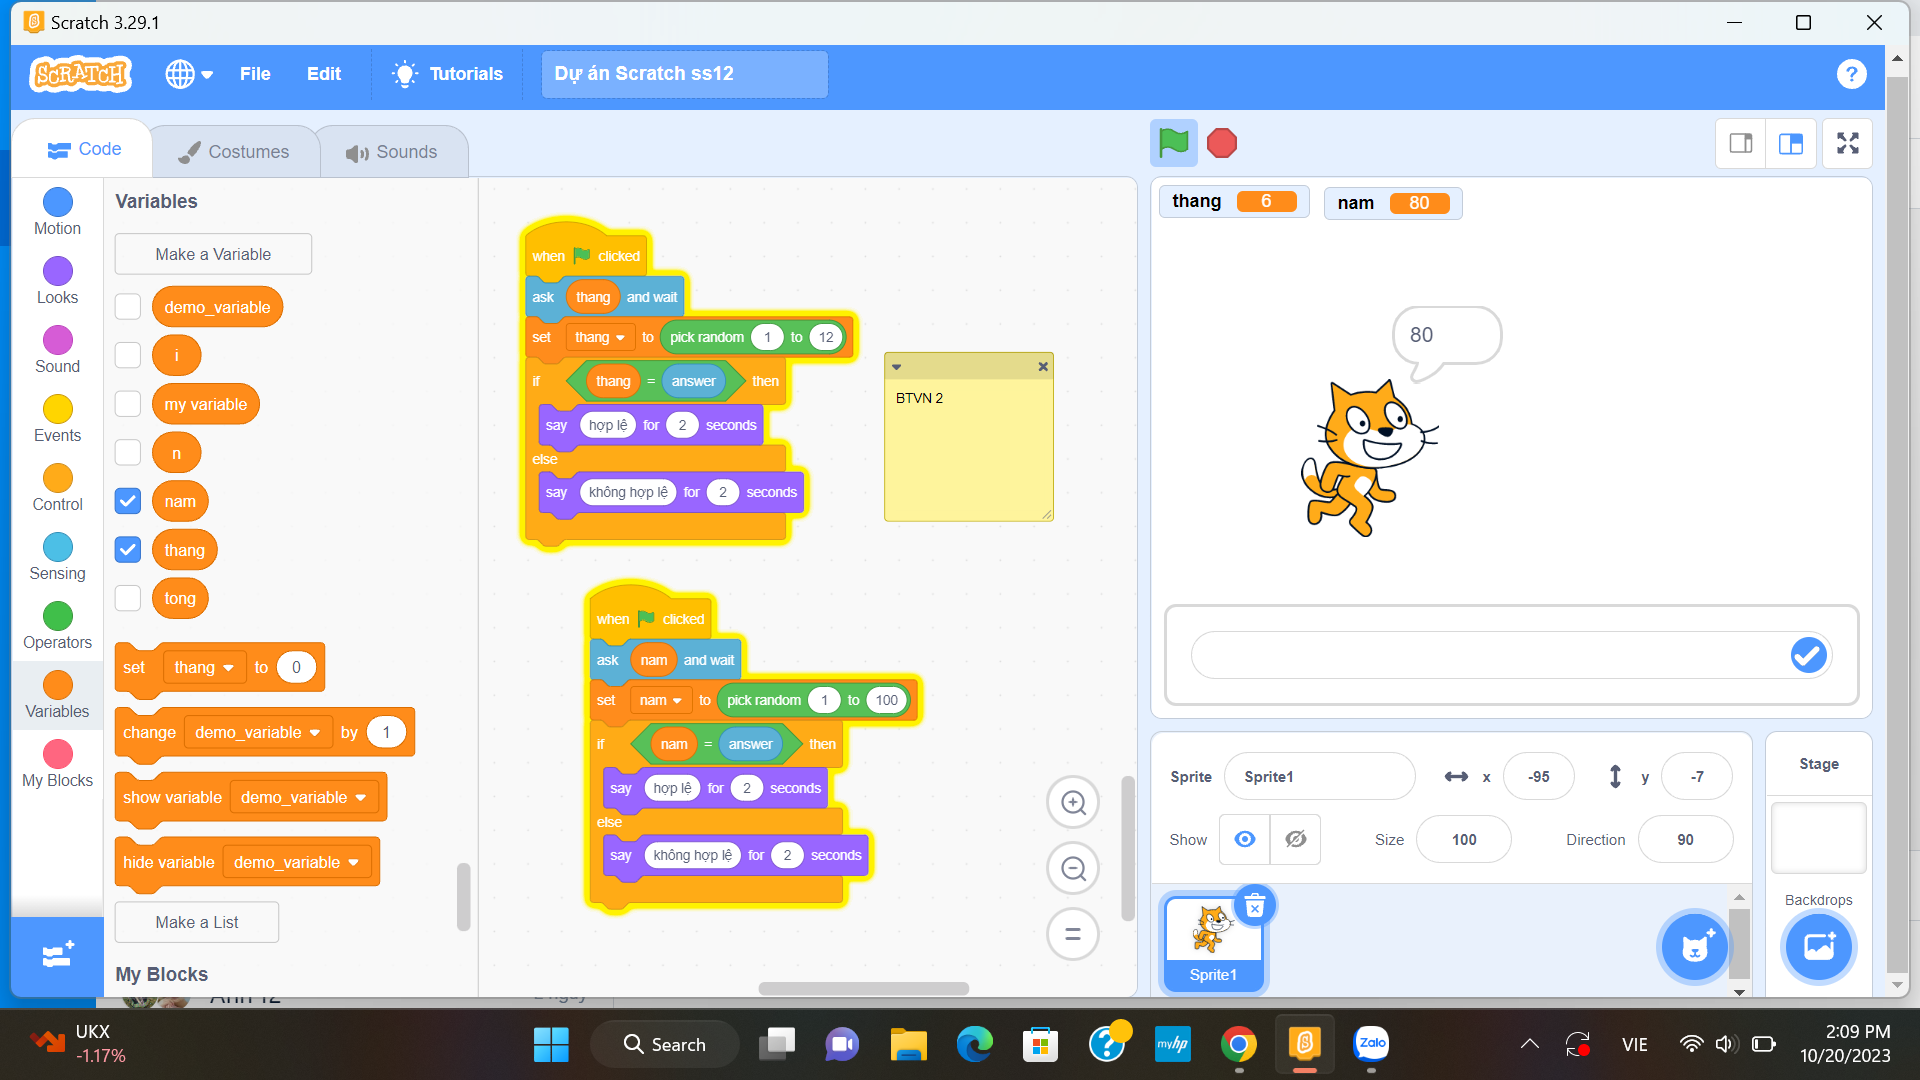 Scratch 3.29.1
SCRATCH
File
Edit
Tutorials
Dự án Scratch ss12
?
Code
Costumes
Sounds
Motion
Looks
Sound
Events
Control
Sensing
Operators
Variables
My Blocks
Variables
Make a Variable
demo_variable
i
my variable
n
nam
thang
tong
set thang to 0
change demo_variable by 1
show variable demo_variable
hide variable demo_variable
Make a List
My Blocks
when clicked
ask thang and wait
set thang to pick random 1 to 12
if thang = answer then
say hợp lệ for 2 seconds
else
say không hợp lệ for 2 seconds
BTVN 2
when clicked
ask nam and wait
set nam to pick random 1 to 100
if nam = answer then
say hợp lệ for 2 seconds
else
say không hợp lệ for 2 seconds
thang 6
nam 80
80
Sprite Sprite1 x -95 y -7
Show Size 100 Direction 90
Sprite1
Stage
Backdrops
UKX
-1.17%
Search
myhp
Zalo
VIE
2:09 PM
10/20/2023